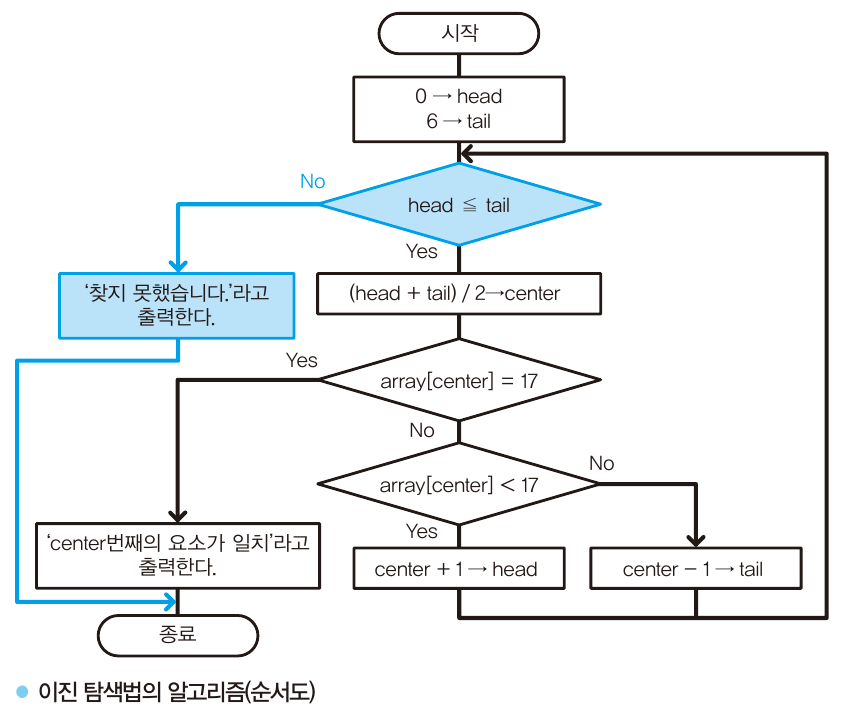 시작
0 → head
6 → tail
No
head ≦ tail
Yes
'찾지 못했습니다.'라고
출력한다.
(head + tail) / 2→center
Yes
array[center] = 17
No
array[center] < 17
No
Yes
'center번째의 요소가 일치'라고
출력한다.
center + 1 → head
center − 1 → tail
종료
● 이진 탐색법의 알고리즘(순서도)